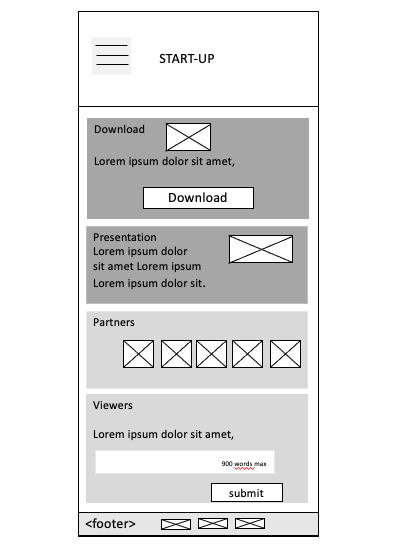 START-UP
Download
Lorem ipsum dolor sit amet,
Download
Presentation
Lorem ipsum dolor
sit amet Lorem ipsum
Lorem ipsum dolor sit.
Partners
Viewers
Lorem ipsum dolor sit amet,
900 words max
submit
<footer>